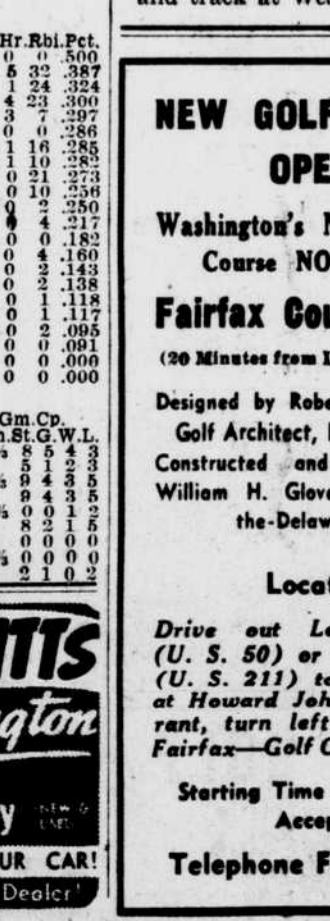 Hr.Rbi.Pct.
0 0 .500
5 32 .387
1 24 .324
4 23 .300
3 7 .297
0 0 .286
1 16 .285
1 10 .282
0 21 .273
0 10 .256
0 2 .250
0 4 .217
0 0 .182
0 4 .160
0 2 .143
0 2 .138
0 1 .118
0 1 .117
0 2 .095
0 0 .091
0 0 .000
0 0 .000
Gm.Cp.
St.G.W.L.
8 5 4 3
5 1 2 3
9 4 3 5
9 4 3 5
0 0 1 2
8 2 1 5
0 0 0 0
0 0 0 0
2 1 0 2
ITTS
gton
y NEW & USED
UR CAR!
Dealer!
and track at We
NEW GOLF
OPE
Washington's
Course NO
Fairfax Cou
(20 Minutes from
Designed by Robe
Golf Architect,
Constructed and
William H. Glove
the-Delaw
Locat
Drive out Le
(U. S. 50) or
(U. S. 211) to
at Howard Joh
rant, turn left
Fairfax—Golf C
Starting Time
Accep
Telephone F